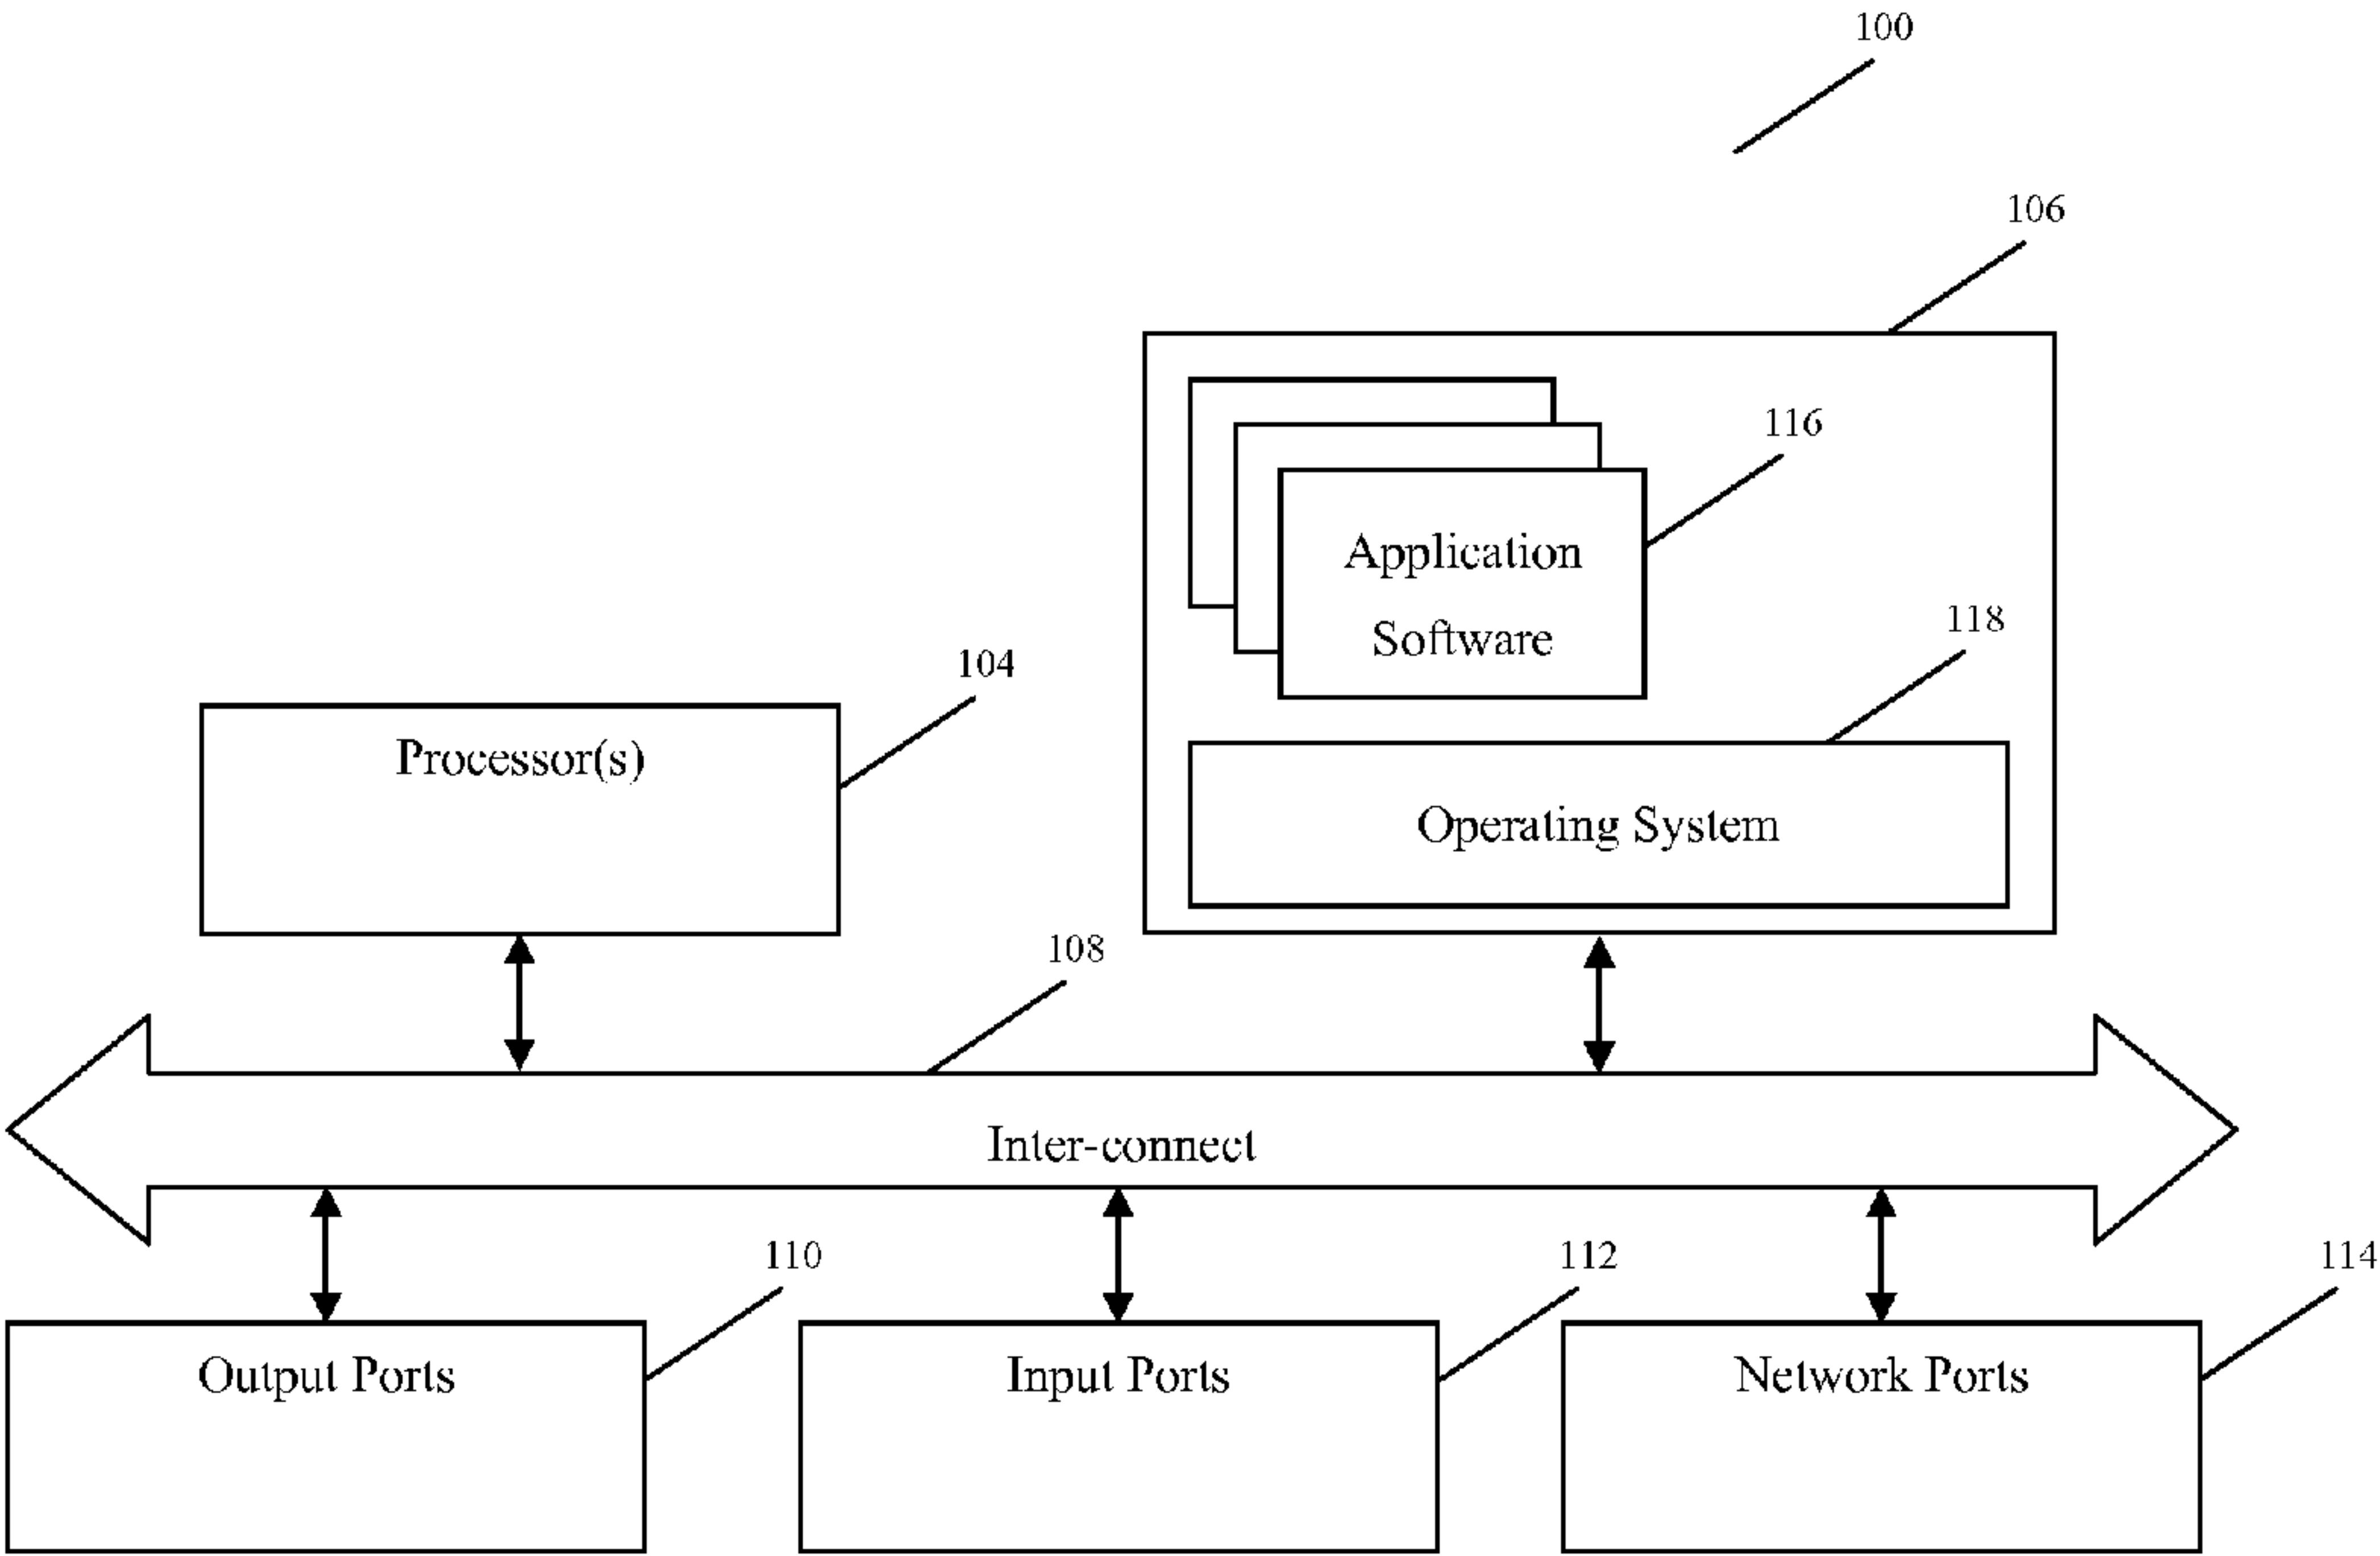 100
106
116
Application
Software
118
104
Processor(s)
Operating System
108
Inter-connect
110
112
114
Output Ports
Input Ports
Network Ports